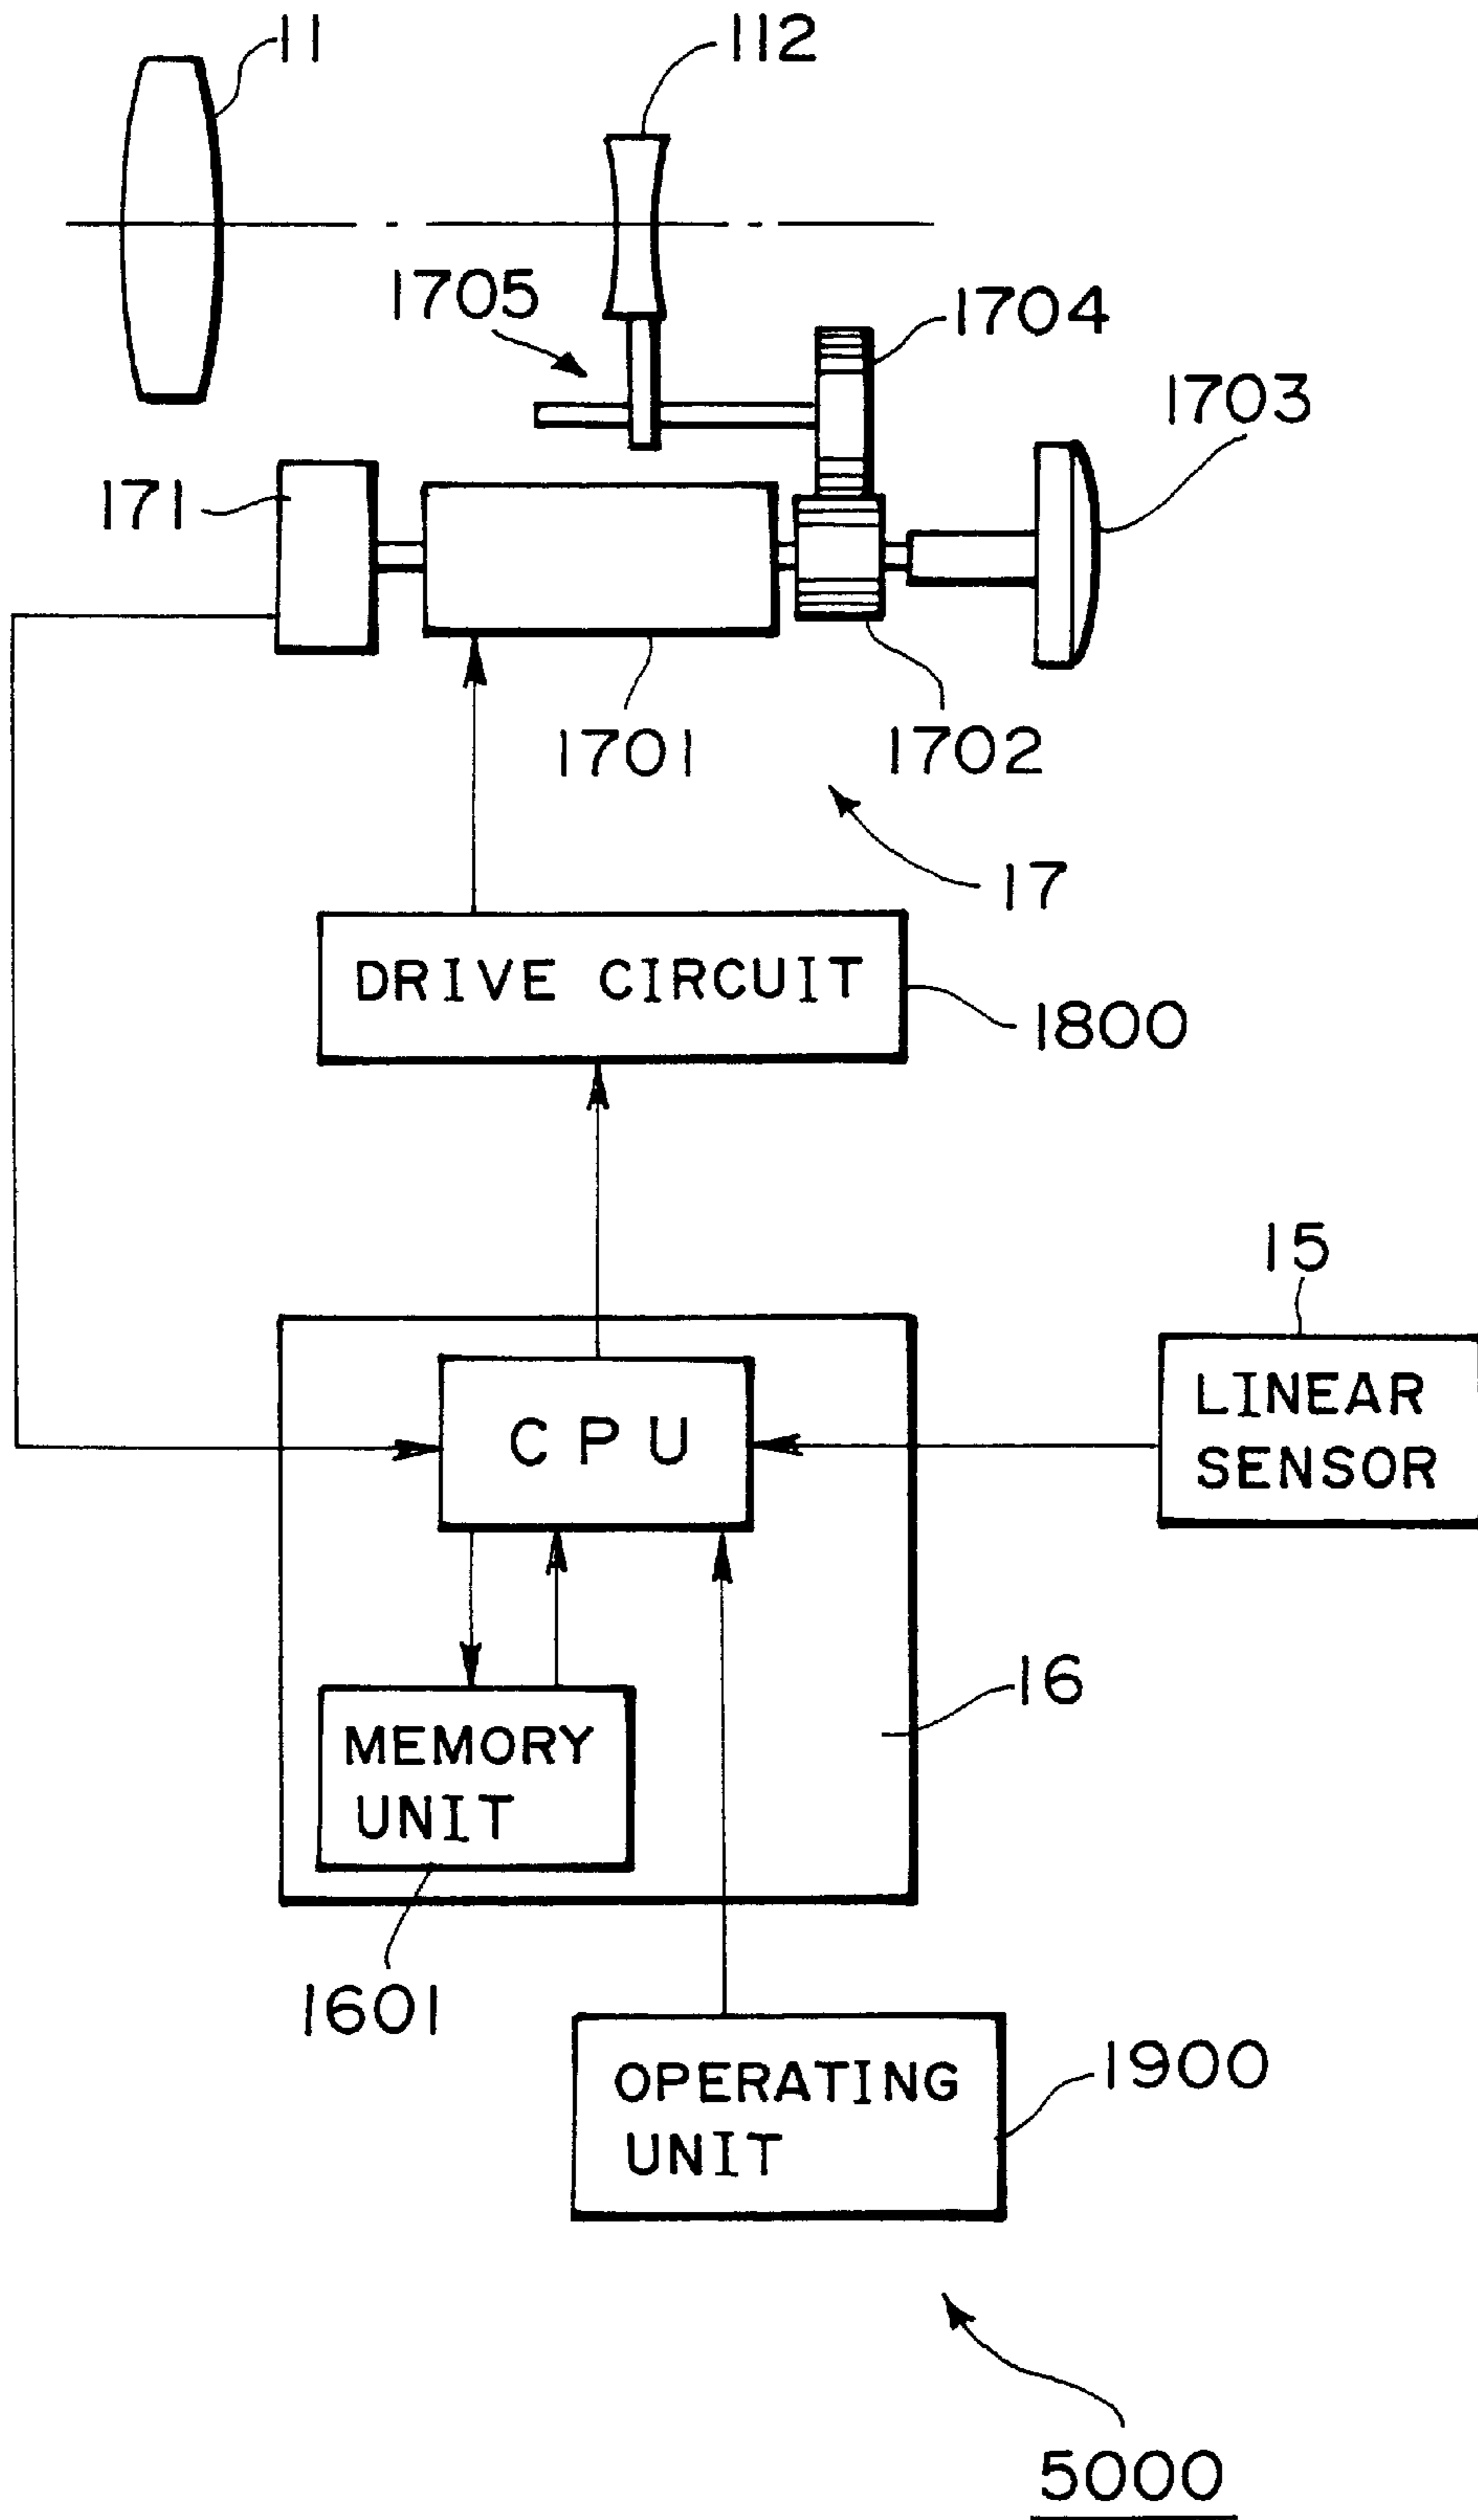 11
112
1705
1704
1703
171
1701
1702
17
DRIVE CIRCUIT
1800
15
CPU
LINEAR
SENSOR
16
MEMORY
UNIT
1601
OPERATING
UNIT
1900
5000